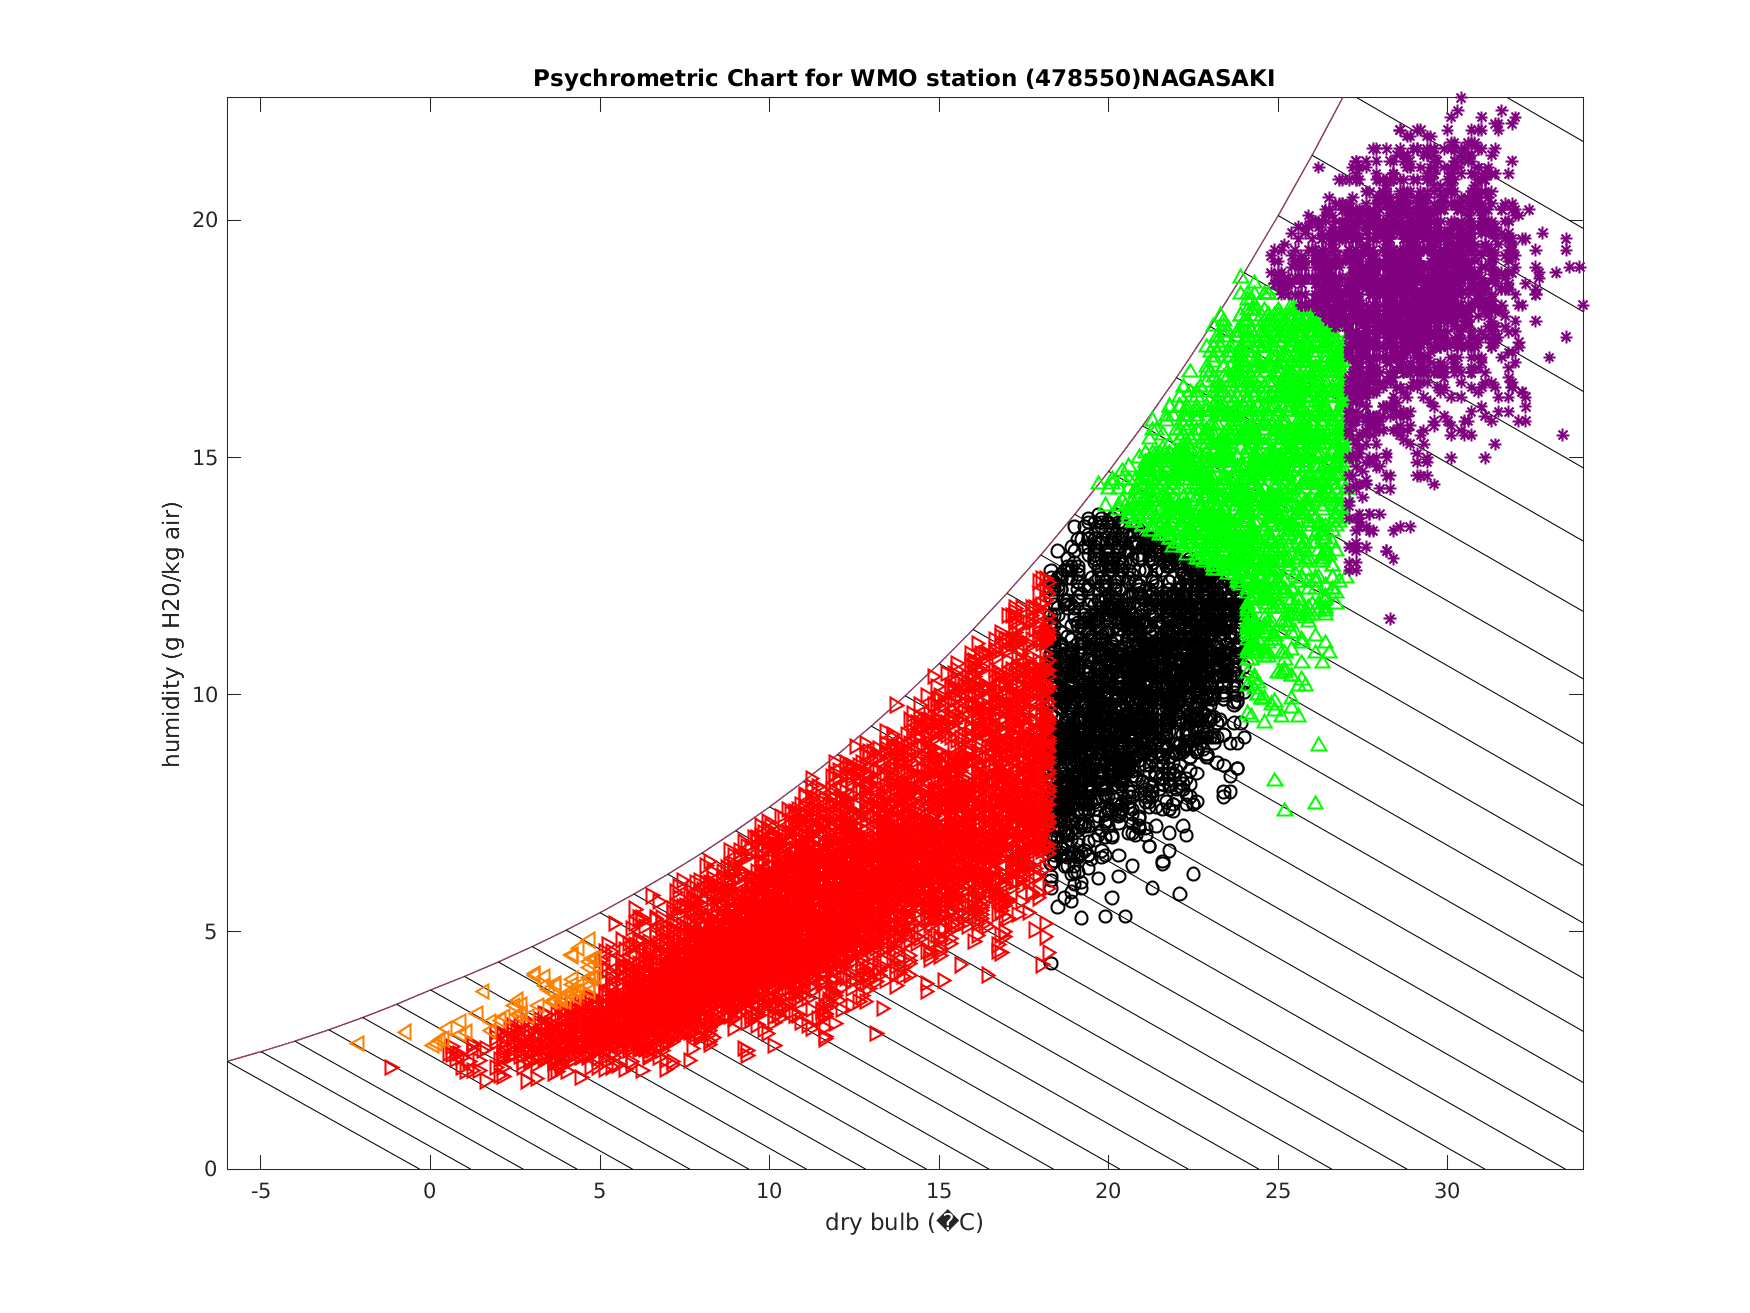 Psychrometric Chart for WMO station (478550)NAGASAKI
humidity (g H20/kg air)
20
15
10
5
0
-5 0 5 10 15 20 25 30
dry bulb (�C)